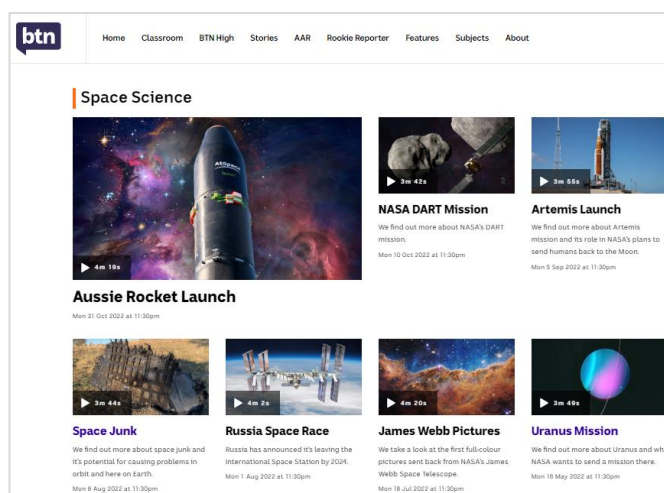 btn
Home Classroom BTN High Stories AAR Rookie Reporter Features Subjects About
Space Science
AtSpace
4m 19s
Aussie Rocket Launch
Mon 31 Oct 2022 at 11:30pm
3m 42s
NASA DART Mission
We find out more about NASA's DART
mission.
Mon 10 Oct 2022 at 11:30pm
3m 55s
Artemis Launch
We find out more about Artemis
mission and its role in NASA's plans to
send humans back to the Moon.
Mon 5 Sep 2022 at 11:30pm
3m 44s
Space Junk
We find out more about space junk and
it's potential for causing problems in
orbit and here on Earth.
Mon 8 Aug 2022 at 11:30pm
4m 2s
Russia Space Race
Russia has announced it's leaving the
International Space Station by 2024.
Mon 1 Aug 2022 at 11:30pm
4m 20s
James Webb Pictures
We take a look at the first full-colour
pictures sent back from NASA's James
Webb Space Telescope.
Mon 18 Jul 2022 at 11:30pm
3m 49s
Uranus Mission
We find out more about Uranus and wh
NASA wants to send a mission there.
Mon 16 May 2022 at 11:30pm